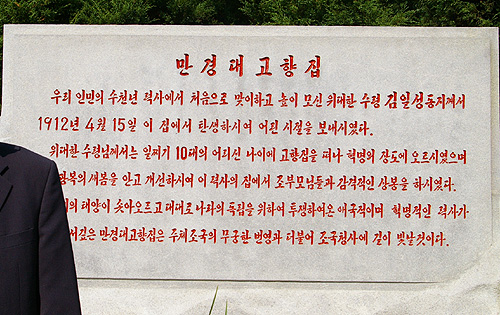 만경대고향집
우리 인민의 수천년 력사에서 처음으로 맞이하고 높이 모신 위대한 수령 김일성동지께서
1912년 4월 15일 이 집에서 탄생하시여 어린 시절을 보내시였다.
위대한 수령님께서는 일찌기 10대의 어리신 나이에 고향집을 떠나 혁명의 장도에 오르시였으며
광복의 새봄을 안고 개선하시여 이 력사의 집에서 조부모님들과 감격적인 상봉을 하시였다.
의 태양이 솟아오르고 대대로 나라의 독립을 위하여 투쟁하여온 애국적이며 혁명적인 력사가
서깊은 만경대고향집은 주체조국의 무궁한 번영과 더불어 조국청사에 길이 빛날것이다.